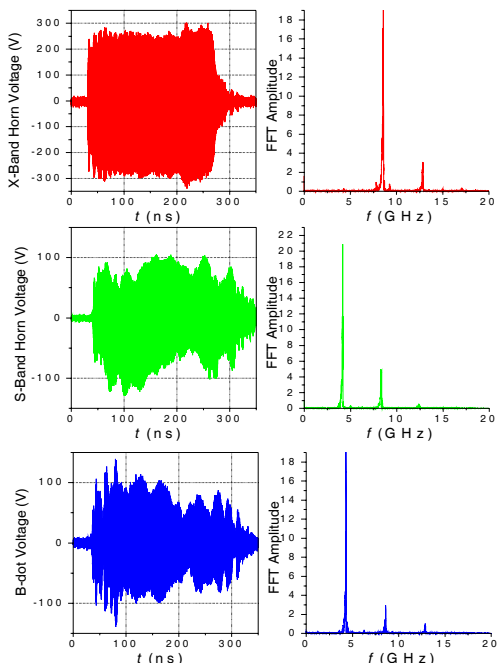 X-Band Horn Voltage (V)
300
200
100
0
-100
-200
-300
0 100 200 300
t (ns)
FFT Amplitude
18
16
14
12
10
8
6
4
2
0
0 5 10 15 20
f (GHz)
S-Band Horn Voltage (V)
100
0
-100
0 100 200 300
t (ns)
FFT Amplitude
22
20
18
16
14
12
10
8
6
4
2
0
0 5 10 15 20
f (GHz)
B-dot Voltage (V)
100
0
-100
0 100 200 300
t (ns)
FFT Amplitude
18
16
14
12
10
8
6
4
2
0
0 5 10 15 20
f (GHz)